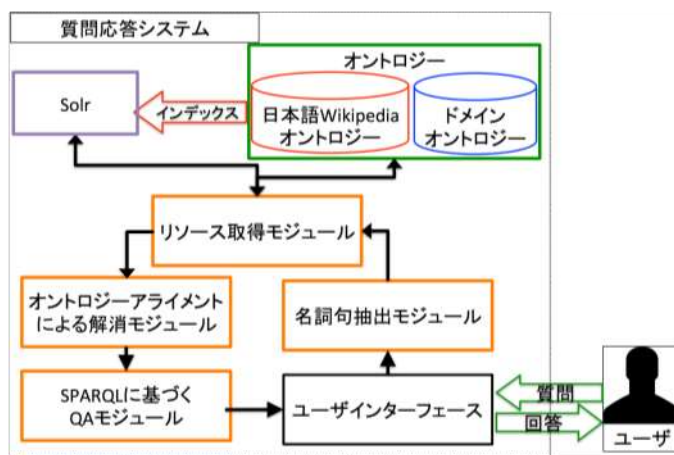 質問応答システム
オントロジー
Solr
インデックス
日本語Wikipedia
オントロジー
ドメイン
オントロジー
リソース取得モジュール
オントロジーアライメント
による解消モジュール
名詞句抽出モジュール
SPARQLに基づく
QAモジュール
ユーザインターフェース
質問
回答
ユーザ